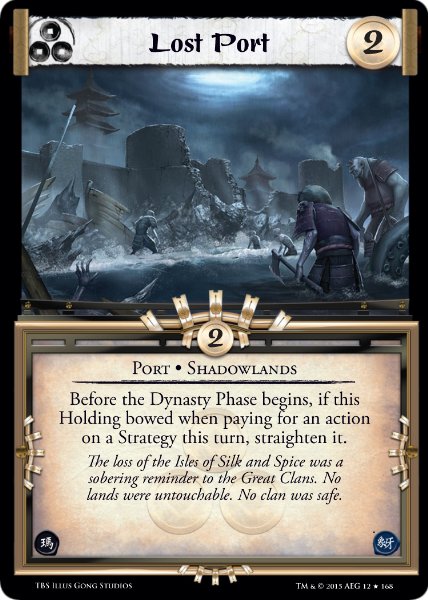 Lost Port
2
2
Port • Shadowlands
Before the Dynasty Phase begins, if this
Holding bowed when paying for an action
on a Strategy this turn, straighten it.
The loss of the Isles of Silk and Spice was a
sobering reminder to the Great Clans. No
lands were untouchable. No clan was safe.
瑪
象牙
TBS Illus Gong Studios
TM & © 2015 AEG 12 ★ 168